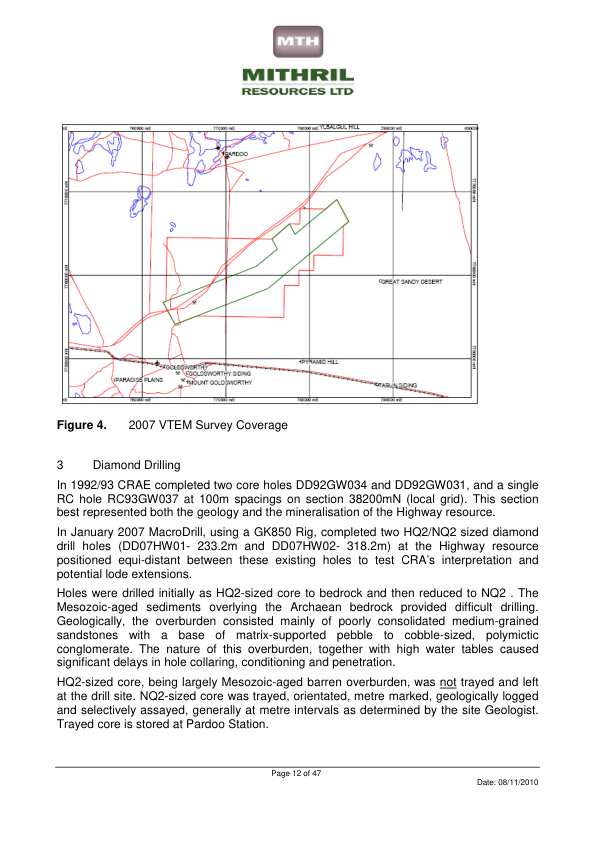 MTH
MITHRIL
RESOURCES LTD
760000 mE
770000 mE
780000 mE
YLBALGUL HILL
PARDOO
GREAT SANDY DESERT
GOLDSWORTHY
GOLDSWORTHY SIDING
MOUNT GOLDSWORTHY
PARADISE PLAINS
PYRAMID HILL
760000 mE
770000 mE
780000 mE
Figure 4. 2007 VTEM Survey Coverage
3 Diamond Drilling
In 1992/93 CRAE completed two core holes DD92GW034 and DD92GW031, and a single
RC hole RC93GW037 at 100m spacings on section 38200mN (local grid). This section
best represented both the geology and the mineralisation of the Highway resource.
In January 2007 MacroDrill, using a GK850 Rig, completed two HQ2/NQ2 sized diamond
drill holes (DD07HW01- 233.2m and DD07HW02- 318.2m) at the Highway resource
positioned equi-distant between these existing holes to test CRA's interpretation and
potential lode extensions.
Holes were drilled initially as HQ2-sized core to bedrock and then reduced to NQ2 . The
Mesozoic-aged sediments overlying the Archaean bedrock provided difficult drilling.
Geologically, the overburden consisted mainly of poorly consolidated medium-grained
sandstones with a base of matrix-supported pebble to cobble-sized, polymictic
conglomerate. The nature of this overburden, together with high water tables caused
significant delays in hole collaring, conditioning and penetration.
HQ2-sized core, being largely Mesozoic-aged barren overburden, was not trayed and left
at the drill site. NQ2-sized core was trayed, orientated, metre marked, geologically logged
and selectively assayed, generally at metre intervals as determined by the site Geologist.
Trayed core is stored at Pardoo Station.
Page 12 of 47
Date: 08/11/2010